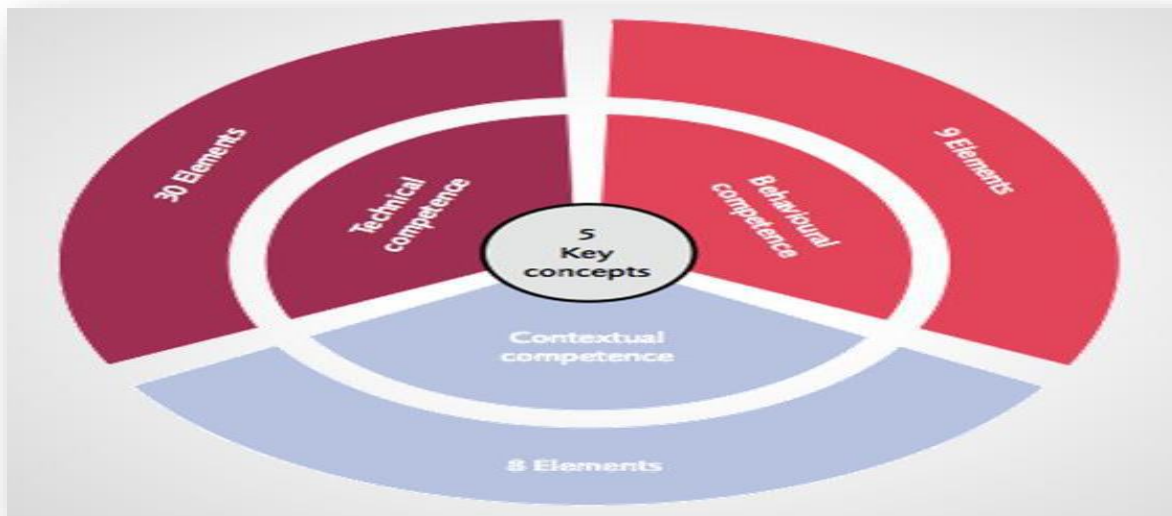 30 Elements
9 Elements
Technical
competence
Behavioural
competence
5
Key
concepts
Contextual
competence
8 Elements